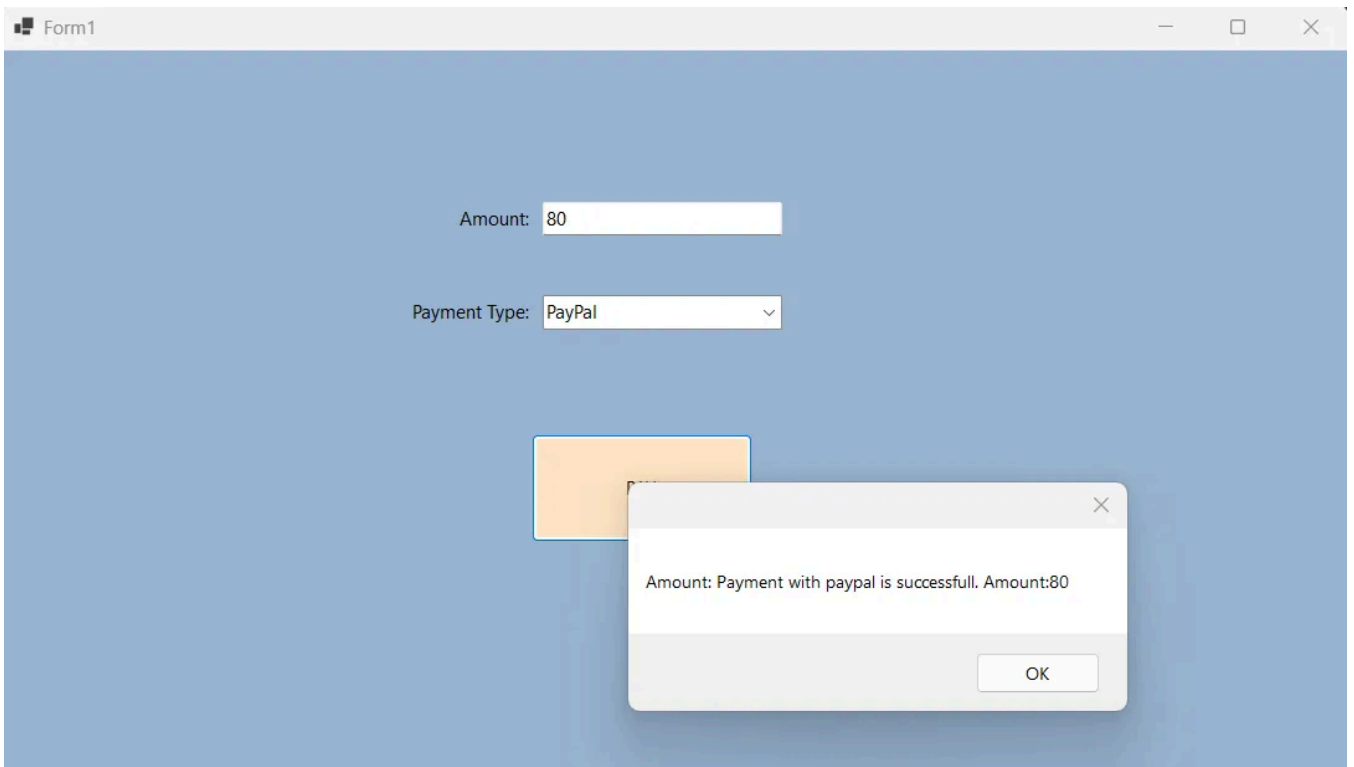 Form1
Amount: 80
Payment Type: PayPal
Amount: Payment with paypal is successfull. Amount:80
OK